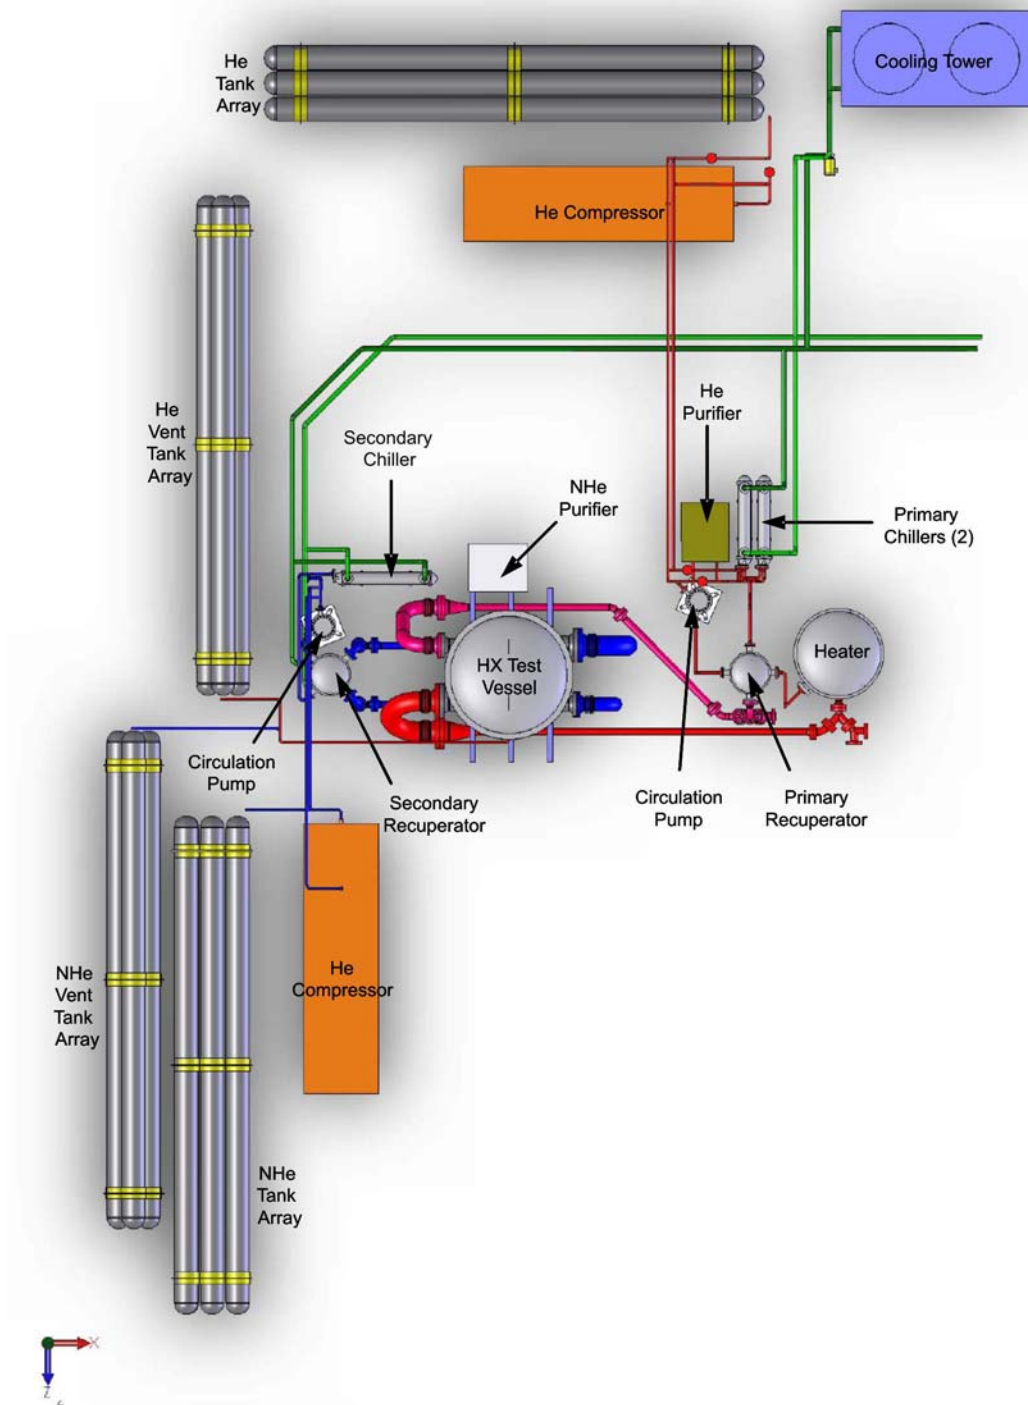 He
Tank
Array
Cooling Tower
He Compressor
He
Vent
Tank
Array
He
Purifier
Secondary
Chiller
NHe
Purifier
Primary
Chillers (2)
HX Test
Vessel
Heater
Circulation
Pump
Secondary
Recuperator
Circulation
Pump
Primary
Recuperator
NHe
Vent
Tank
Array
He
Compressor
NHe
Tank
Array
X
Z